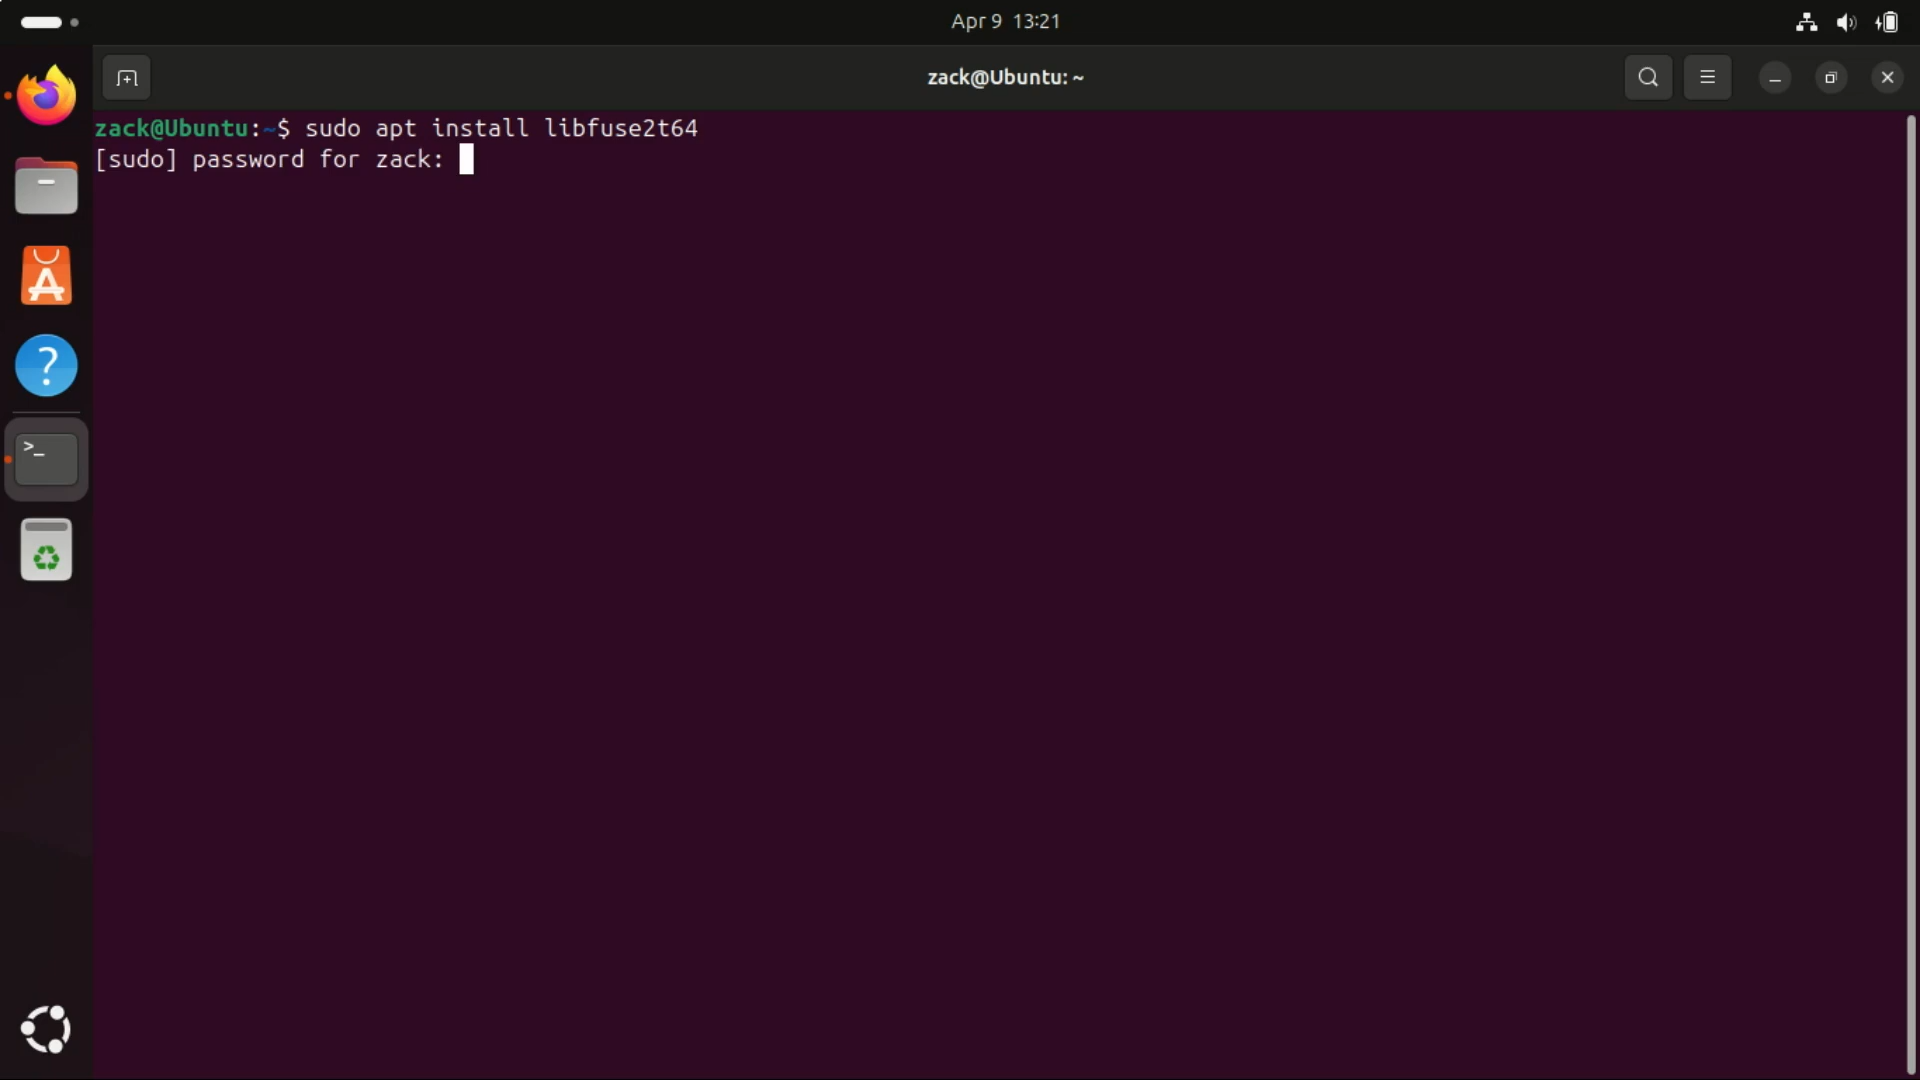 Apr 9 13:21
zack@Ubuntu: ~
zack@Ubuntu:~$ sudo apt install libfuse2t64
[sudo] password for zack: